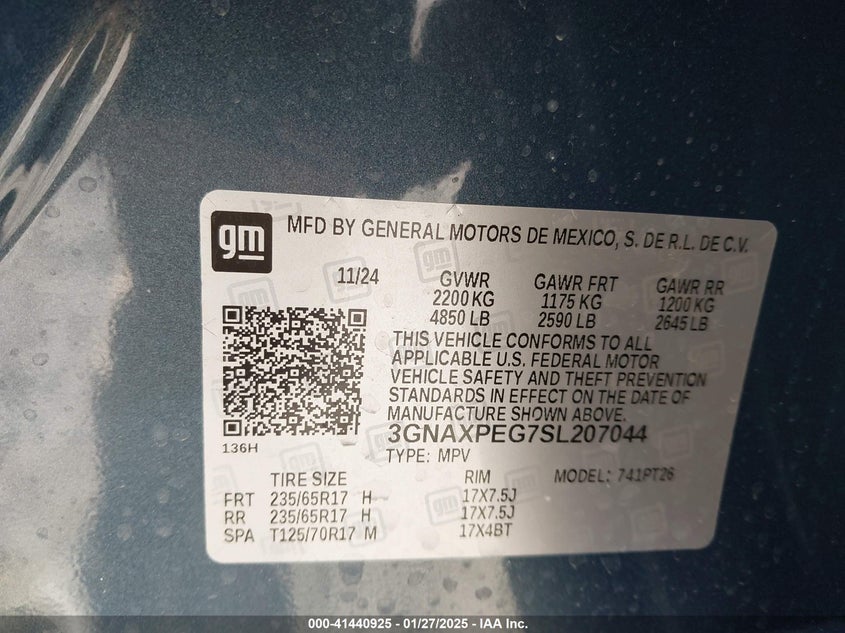 gm
MFD BY GENERAL MOTORS DE MEXICO, S. DE R.L. DE C.V.
11/24 GVWR GAWR FRT GAWR RR
2200 KG 1175 KG 1200 KG
4850 LB 2590 LB 2645 LB
THIS VEHICLE CONFORMS TO ALL
APPLICABLE U.S. FEDERAL MOTOR
VEHICLE SAFETY AND THEFT PREVENTION
STANDARDS IN EFFECT ON THE DATE OF
MANUFACTURE SHOWN ABOVE.
3GNAXPEG7SL207044
136H
TYPE: MPV
TIRE SIZE RIM MODEL: 741PT26
FRT 235/65R17 H 17X7.5J
RR 235/65R17 H 17X7.5J
SPA T125/70R17 M 17X4BT
000-41440925 — 01/27/2025 — IAA Inc.